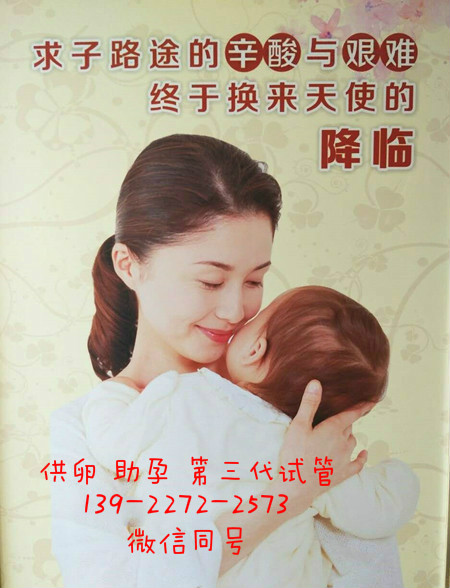 求子路途的辛酸与艰难
终于换来天使的
降临
供卵 助孕 第三代试管
139-2272-2573
微信同号